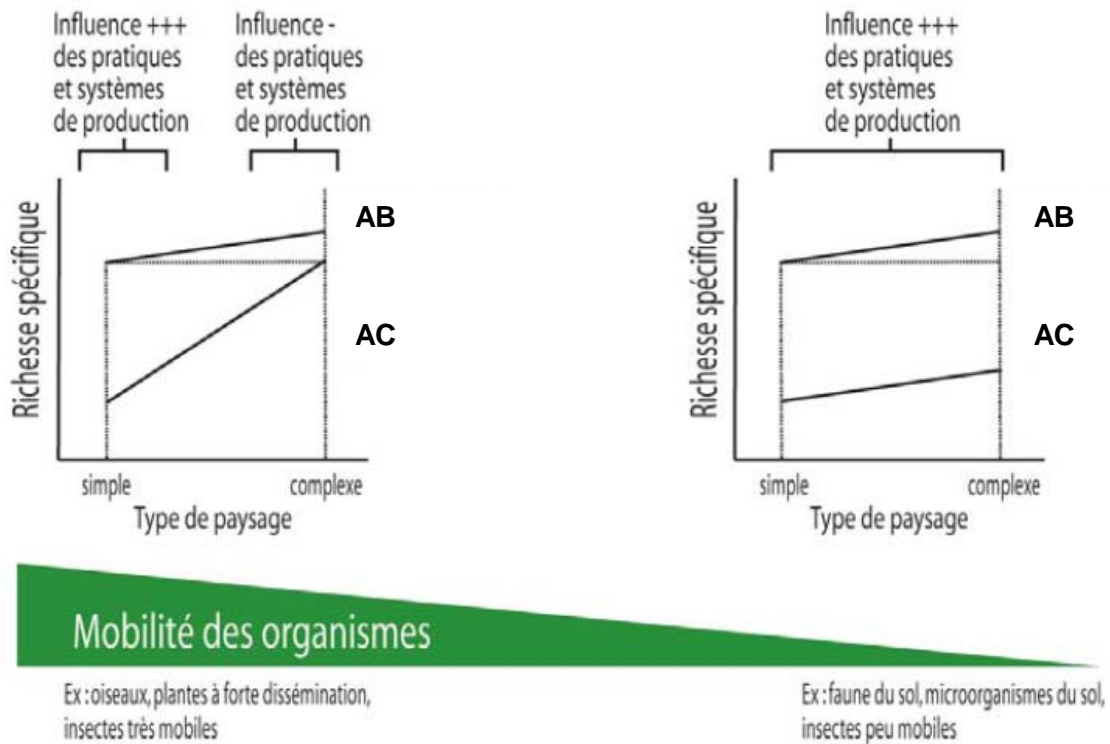 Influence +++
des pratiques
et systèmes
de production
Influence -
des pratiques
et systèmes
de production
Richesse spécifique
AB
AC
simple
complexe
Type de paysage
Influence +++
des pratiques
et systèmes
de production
Richesse spécifique
AB
AC
simple
complexe
Type de paysage
Mobilité des organismes
Ex : oiseaux, plantes à forte dissémination,
insectes très mobiles
Ex : faune du sol, microorganismes du sol,
insectes peu mobiles